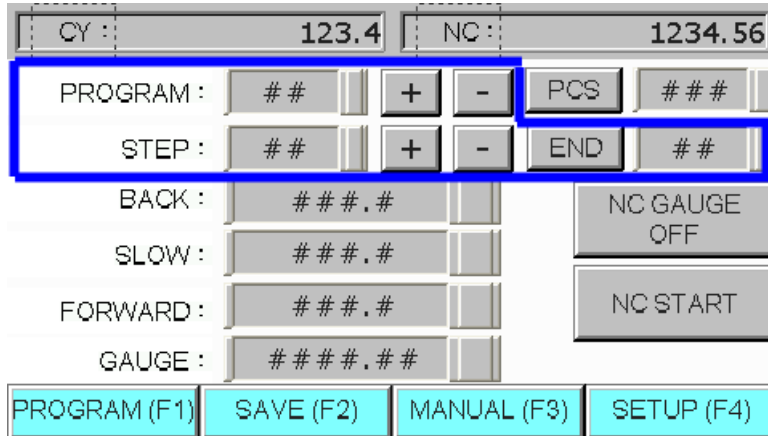 CY : 123.4 NC : 1234.56
PROGRAM : ## + - PCS ###
STEP : ## + - END ##
BACK : ###.# NC GAUGE
OFF
SLOW : ###.#
FORWARD : ###.# NC START
GAUGE : ####.##
PROGRAM (F1) SAVE (F2) MANUAL (F3) SETUP (F4)